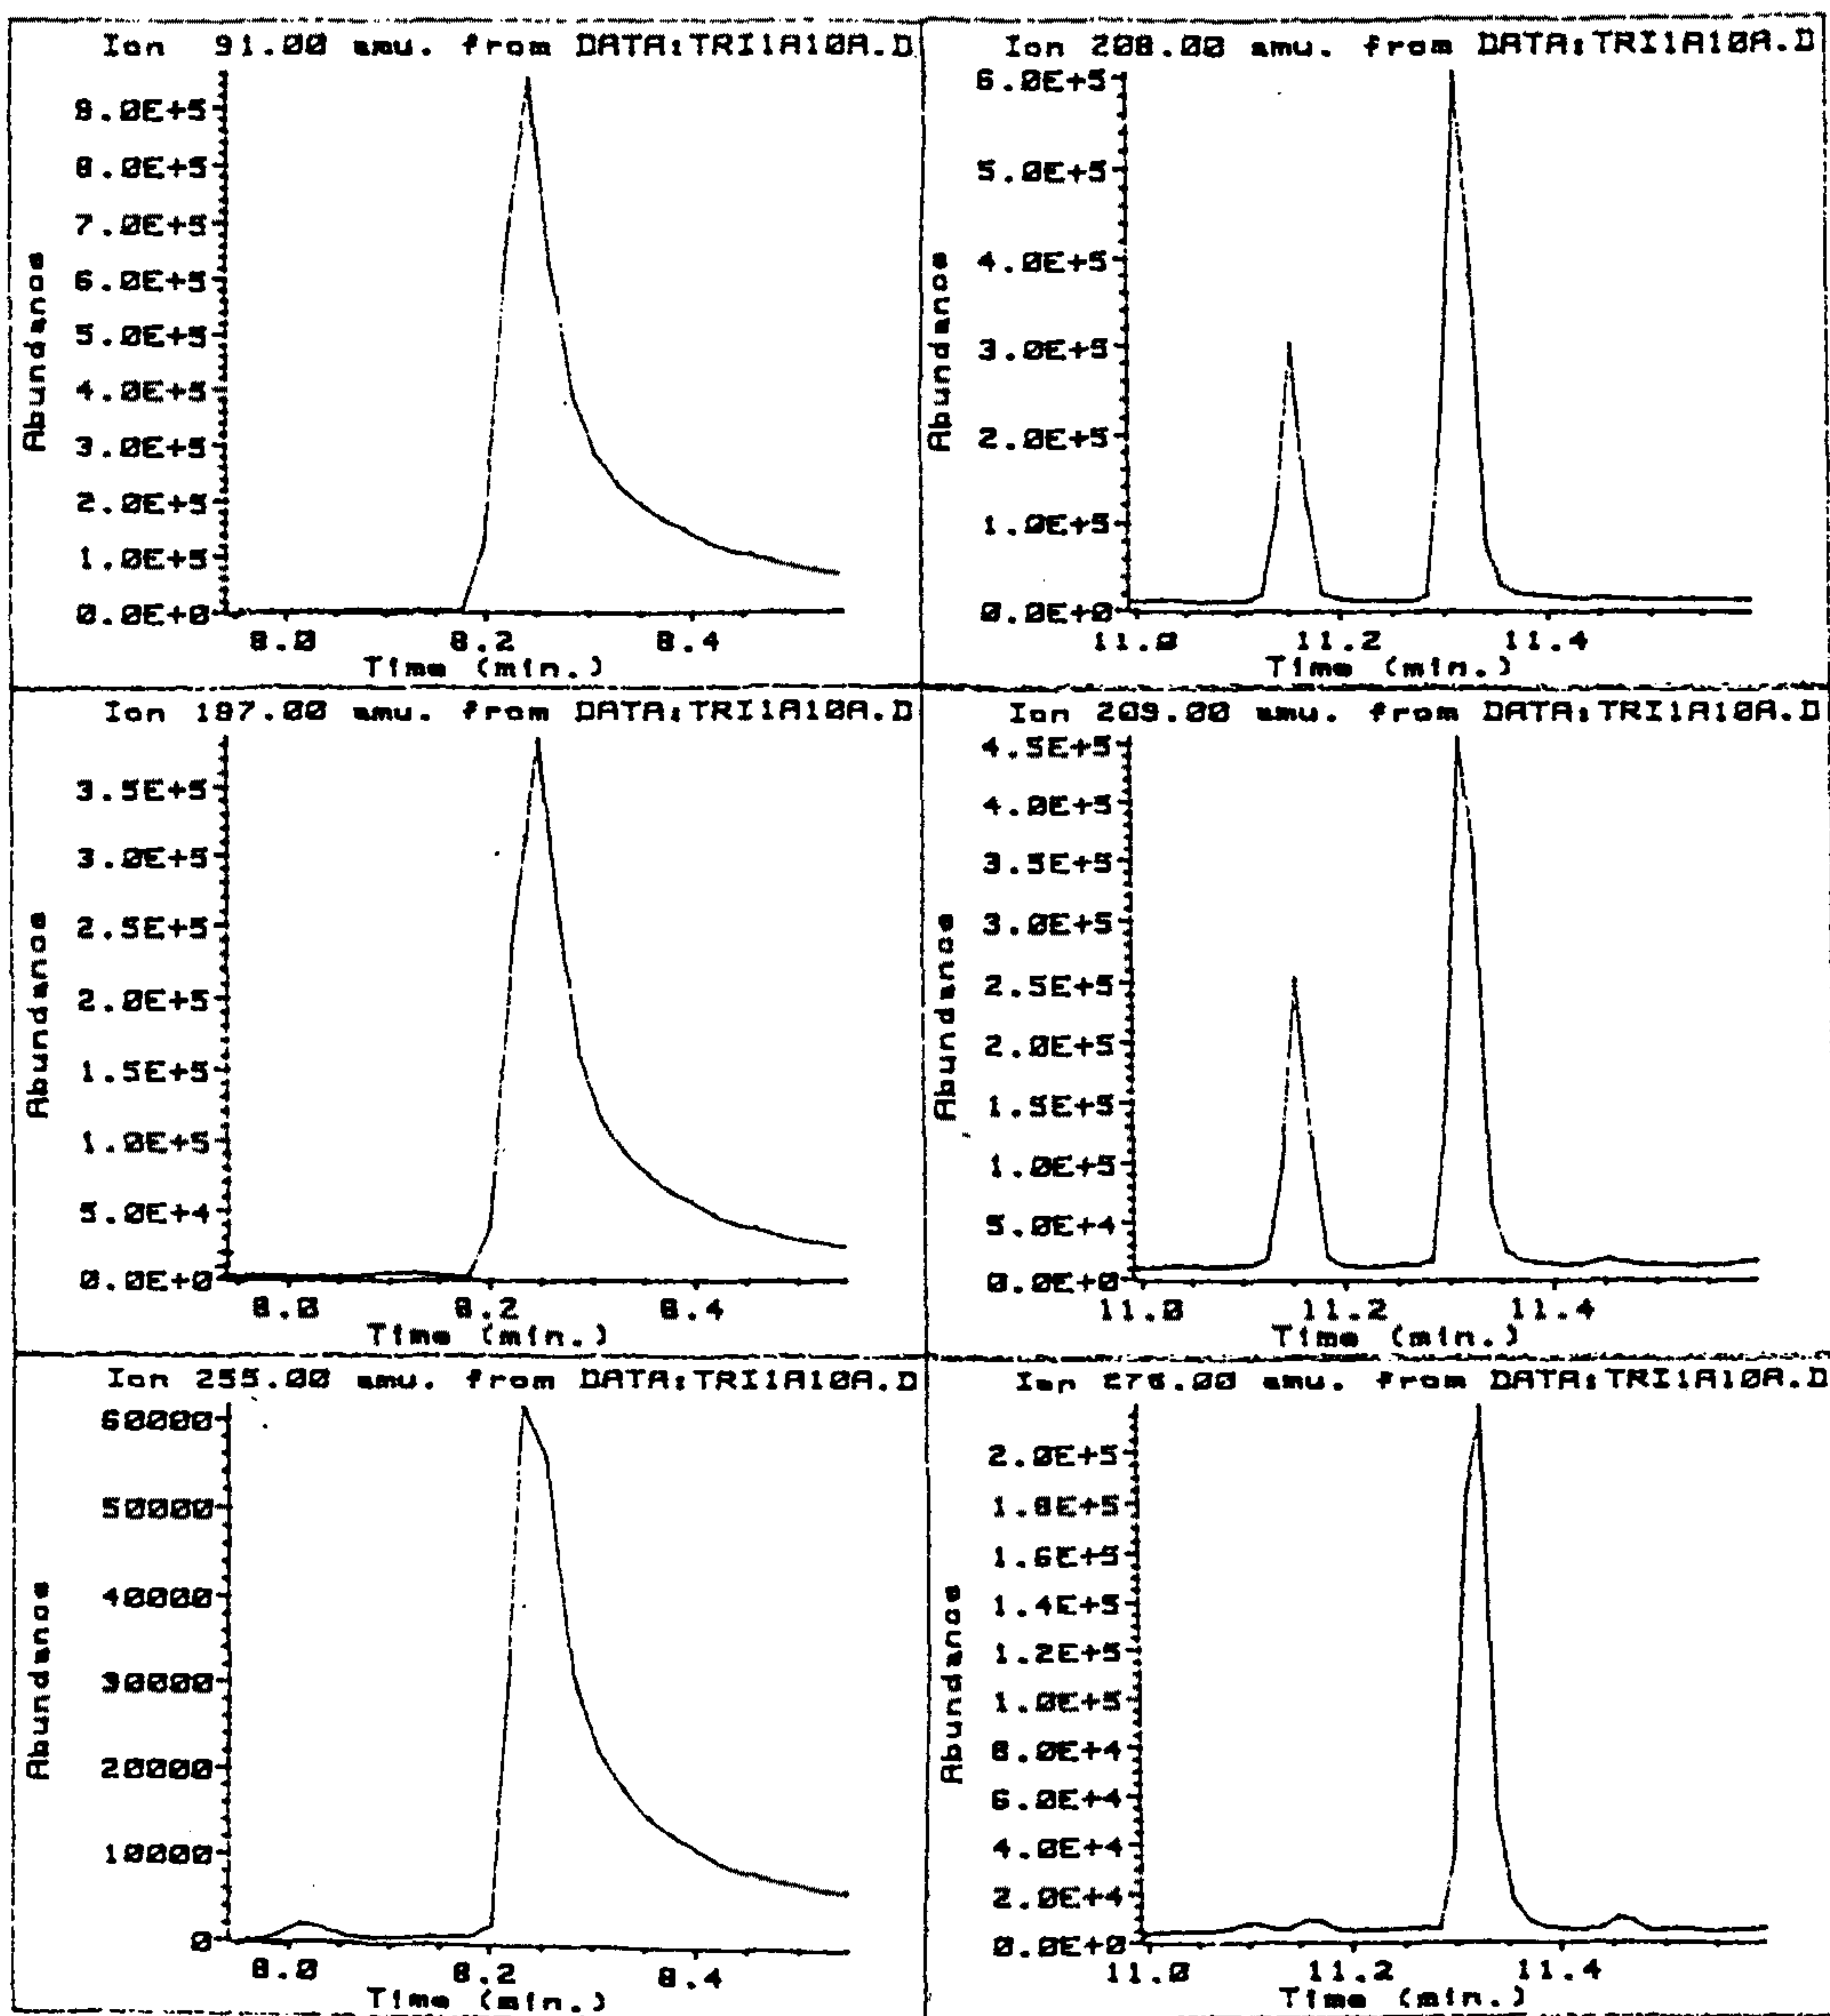 Ion 91.00 amu. from DATA:TRI1A10A.D
9.0E+5
8.0E+5
7.0E+5
6.0E+5
5.0E+5
4.0E+5
3.0E+5
2.0E+5
1.0E+5
0.0E+0
Abundance
8.0 8.2 8.4
Time (min.)
Ion 208.00 amu. from DATA:TRI1A10A.D
6.0E+5
5.0E+5
4.0E+5
3.0E+5
2.0E+5
1.0E+5
0.0E+0
Abundance
11.0 11.2 11.4
Time (min.)
Ion 197.00 amu. from DATA:TRI1A10A.D
3.5E+5
3.0E+5
2.5E+5
2.0E+5
1.5E+5
1.0E+5
5.0E+4
0.0E+0
Abundance
8.0 8.2 8.4
Time (min.)
Ion 209.00 amu. from DATA:TRI1A10A.D
4.5E+5
4.0E+5
3.5E+5
3.0E+5
2.5E+5
2.0E+5
1.5E+5
1.0E+5
5.0E+4
0.0E+0
Abundance
11.0 11.2 11.4
Time (min.)
Ion 255.00 amu. from DATA:TRI1A10A.D
60000
50000
40000
30000
20000
10000
0
Abundance
8.0 8.2 8.4
Time (min.)
Ion 276.00 amu. from DATA:TRI1A10A.D
2.0E+5
1.8E+5
1.6E+5
1.4E+5
1.2E+5
1.0E+5
8.0E+4
6.0E+4
4.0E+4
2.0E+4
0.0E+0
Abundance
11.0 11.2 11.4
Time (min.)